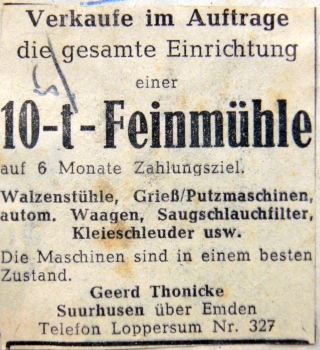 Verkaufe im Auftrage
die gesamte Einrichtung
einer
10-t-Feinmühle
auf 6 Monate Zahlungsziel.
Walzenstühle, Grieß/Putzmaschinen,
autom. Waagen, Saugschlauchfilter,
Kleieschleuder usw.
Die Maschinen sind in einem besten
Zustand.
Geerd Thonicke
Suurhusen über Emden
Telefon Loppersum Nr. 327